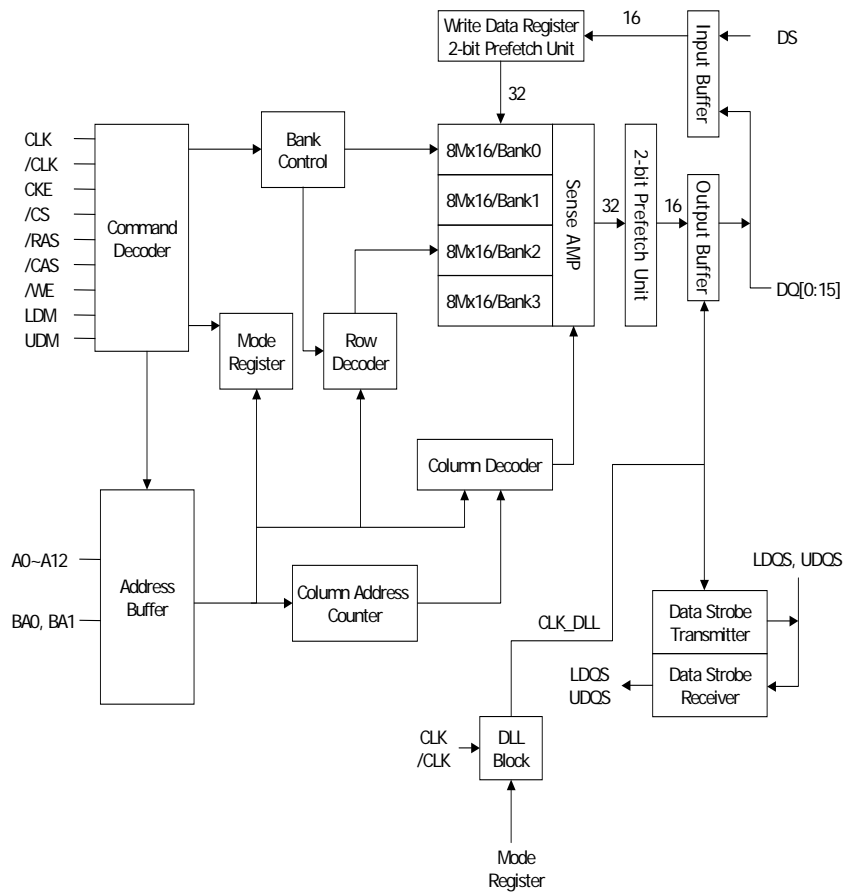 Write Data Register
2-bit Prefetch Unit
16
Input Buffer
DS
32
CLK
/CLK
CKE
/CS
/RAS
/CAS
/WE
LDM
UDM
Command
Decoder
Bank
Control
8Mx16/Bank0
8Mx16/Bank1
8Mx16/Bank2
8Mx16/Bank3
Sense AMP
32
2-bit Prefetch Unit
16
Output Buffer
DQ[0:15]
Mode
Register
Row
Decoder
Column Decoder
A0~A12
BA0, BA1
Address
Buffer
Column Address
Counter
CLK_DLL
LDQS, UDQS
Data Strobe
Transmitter
Data Strobe
Receiver
LDQS
UDQS
CLK
/CLK
DLL
Block
Mode
Register